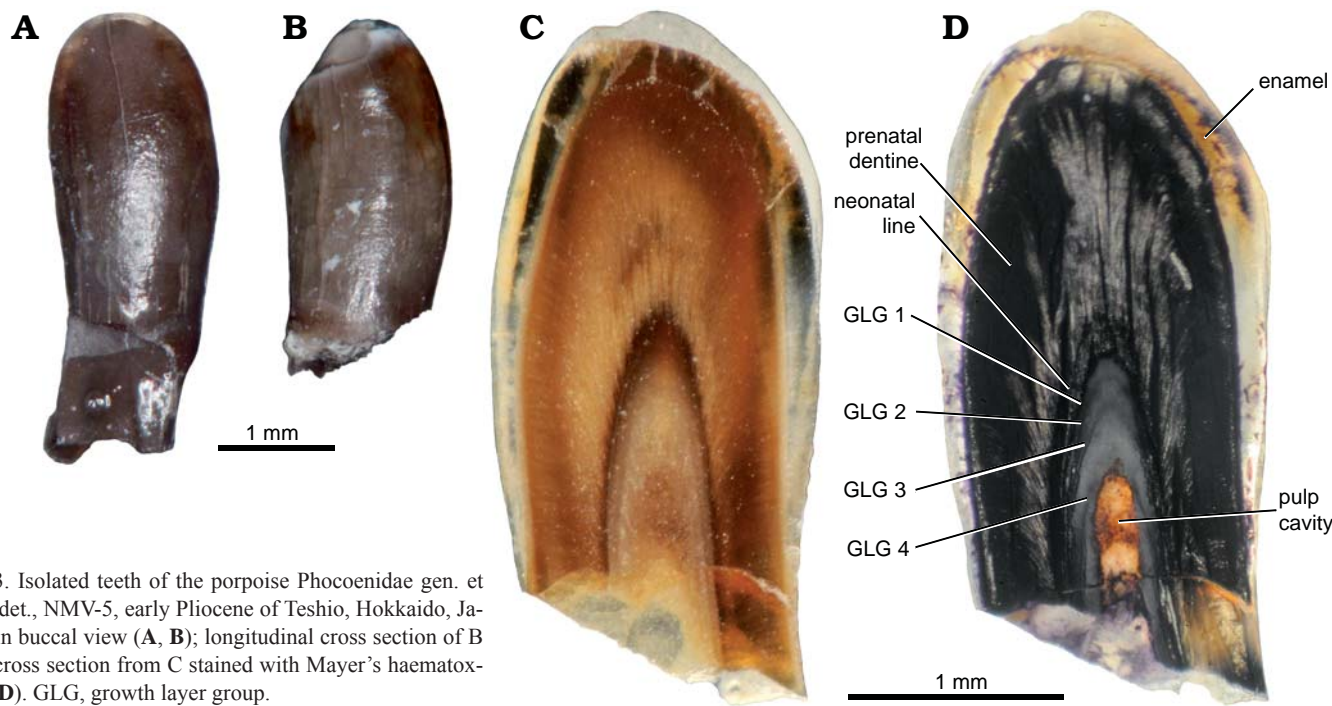 A
B
C
D
enamel
prenatal
dentine
neonatal
line
GLG 1
GLG 2
GLG 3
GLG 4
pulp
cavity
1 mm
1 mm
3. Isolated teeth of the porpoise Phocoenidae gen. et
det., NMV-5, early Pliocene of Teshio, Hokkaido, Ja-
n buccal view (A, B); longitudinal cross section of B
cross section from C stained with Mayer’s haematox-
D). GLG, growth layer group.